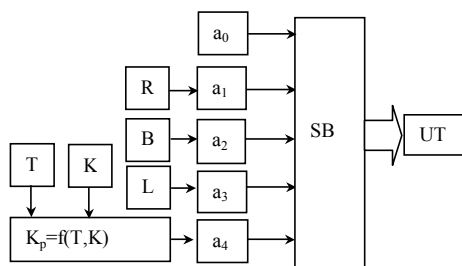 a₀
R a₁
B a₂ SB UT
T K
L a₃
Kₚ=f(T,K) a₄